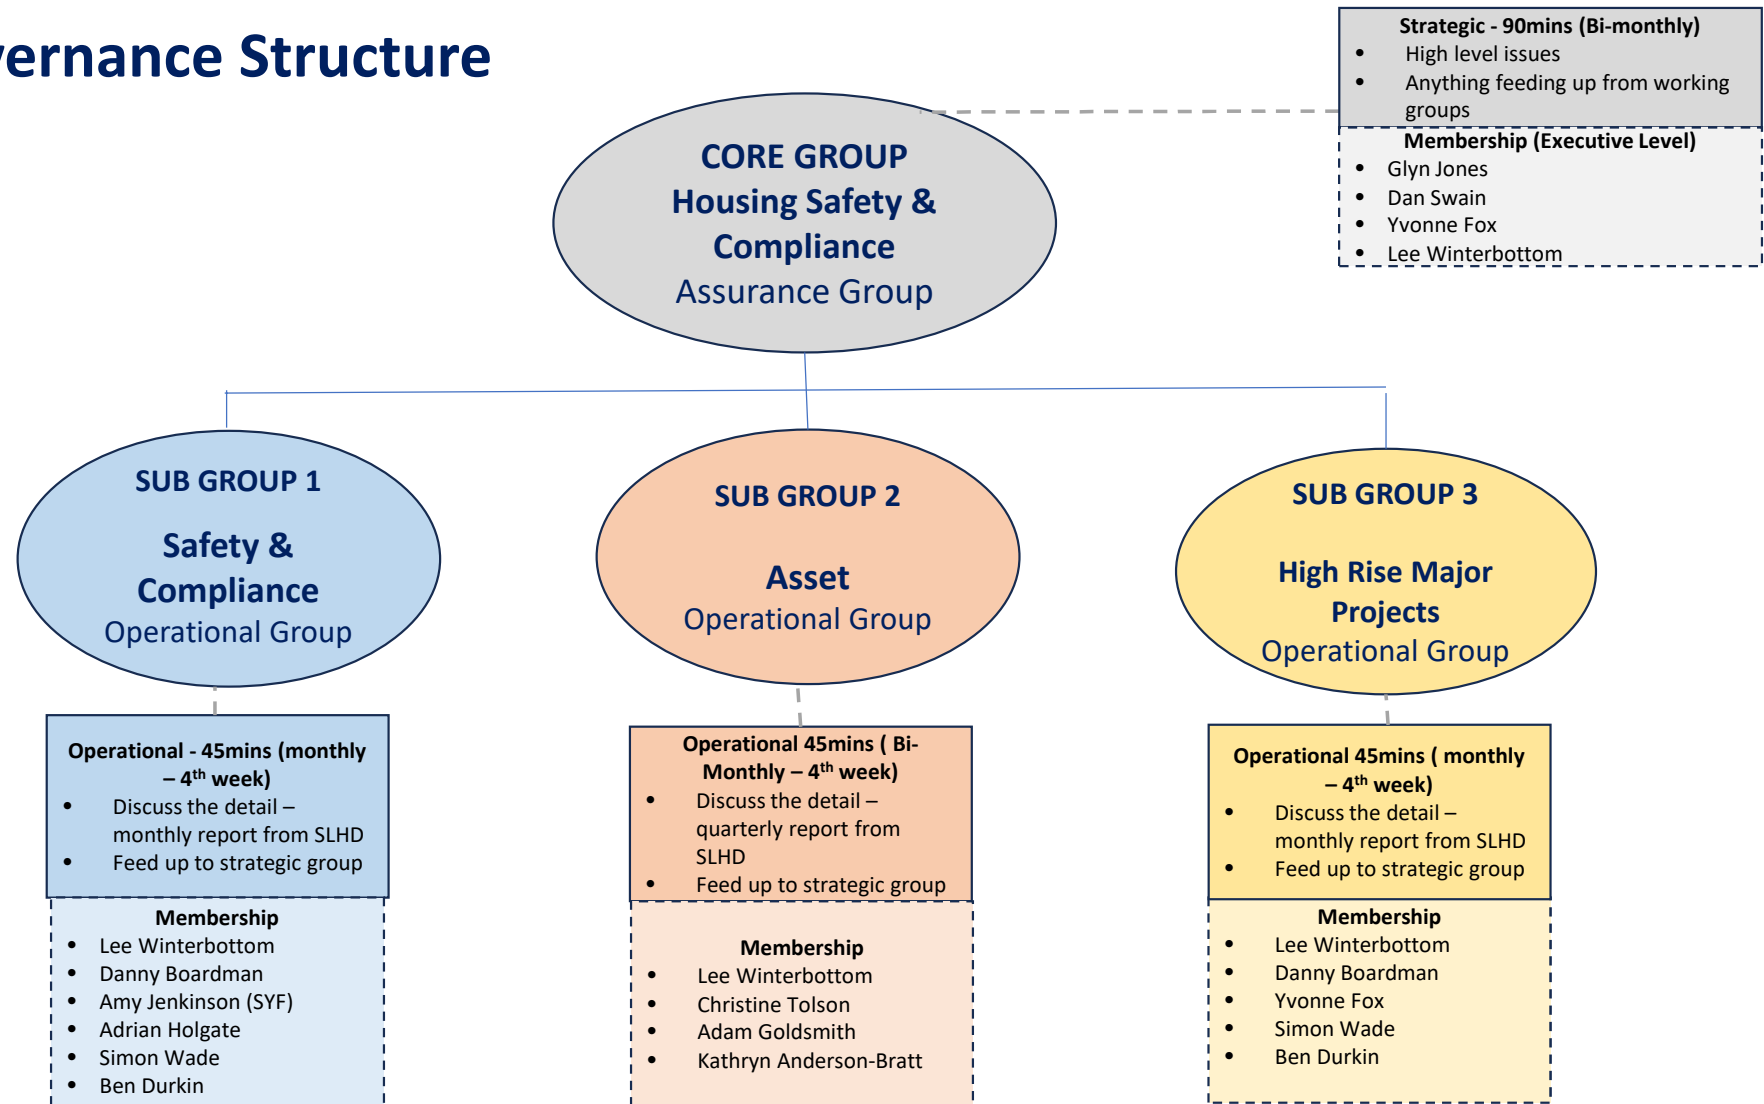 vernance Structure
Strategic - 90mins (Bi-monthly)
• High level issues
• Anything feeding up from working
groups
Membership (Executive Level)
• Glyn Jones
• Dan Swain
• Yvonne Fox
• Lee Winterbottom
CORE GROUP
Housing Safety &
Compliance
Assurance Group
SUB GROUP 1
Safety &
Compliance
Operational Group
SUB GROUP 2
Asset
Operational Group
SUB GROUP 3
High Rise Major
Projects
Operational Group
Operational - 45mins (monthly
– 4th week)
• Discuss the detail –
monthly report from SLHD
• Feed up to strategic group
Membership
• Lee Winterbottom
• Danny Boardman
• Amy Jenkinson (SYF)
• Adrian Holgate
• Simon Wade
• Ben Durkin
Operational 45mins ( Bi-
Monthly – 4th week)
• Discuss the detail –
quarterly report from
SLHD
• Feed up to strategic group
Membership
• Lee Winterbottom
• Christine Tolson
• Adam Goldsmith
• Kathryn Anderson-Bratt
Operational 45mins ( monthly
– 4th week)
• Discuss the detail –
monthly report from SLHD
• Feed up to strategic group
Membership
• Lee Winterbottom
• Danny Boardman
• Yvonne Fox
• Simon Wade
• Ben Durkin